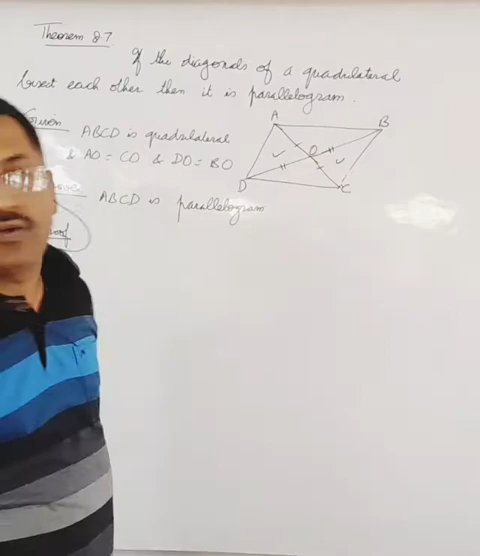 Theorem 8.7
If the diagonals of a quadrilateral
bisect each other then it is parallelogram.
Given ABCD is quadrilateral
& AO = CO & DO = BO
ABCD is parallelogram
A
B
O
D
C